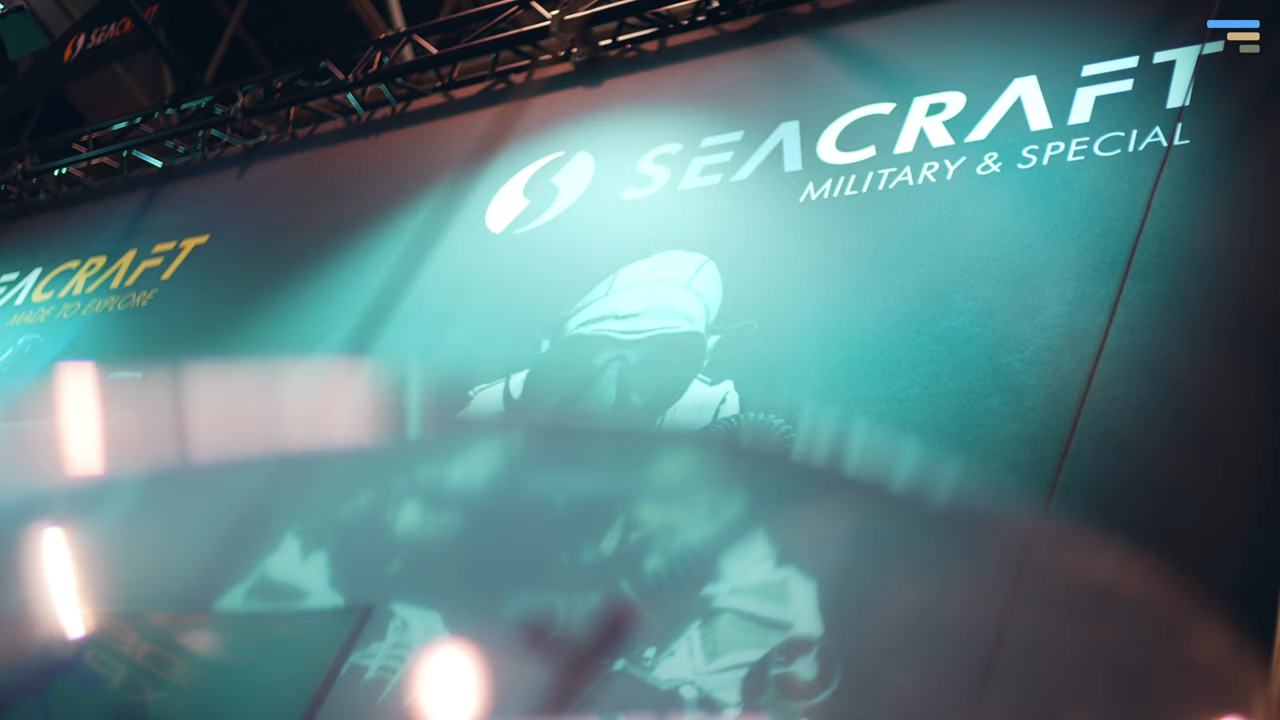 SEACRAFT
SEACRAFT
MILITARY & SPECIAL
SEACRAFT
MADE TO EXPLORE